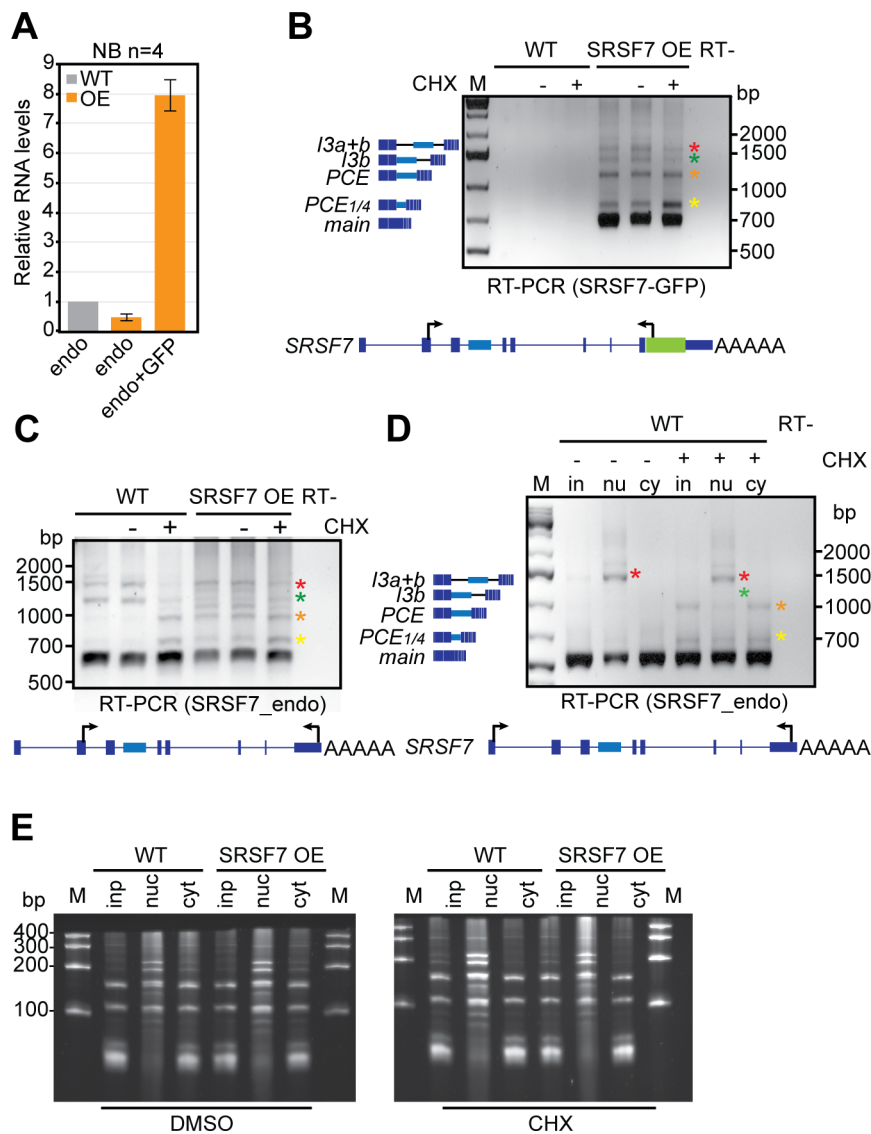 A
NB n=4
WT
OE
Relative RNA levels
9
8
7
6
5
4
3
2
1
0
endo
endo
endo+GFP
B
WT SRSF7 OE RT-
CHX M - + - +
bp
I3a+b
I3b
PCE
PCE1/4
main
2000
1500
1000
700
500
*
*
*
*
RT-PCR (SRSF7-GFP)
SRSF7 AAAAA
C
WT SRSF7 OE RT-
bp - + - + CHX
2000
1500
1000
700
500
*
*
*
*
RT-PCR (SRSF7_endo)
AAAAA
D
WT RT-
- - - + + + CHX
M in nu cy in nu cy
bp
I3a+b
I3b
PCE
PCE1/4
main
2000
1500
1000
700
* *
*
*
*
RT-PCR (SRSF7_endo)
SRSF7 AAAAA
E
WT SRSF7 OE
bp M inp nuc cyt inp nuc cyt M
400
300
200
100
DMSO
WT SRSF7 OE
inp nuc cyt inp nuc cyt M
CHX